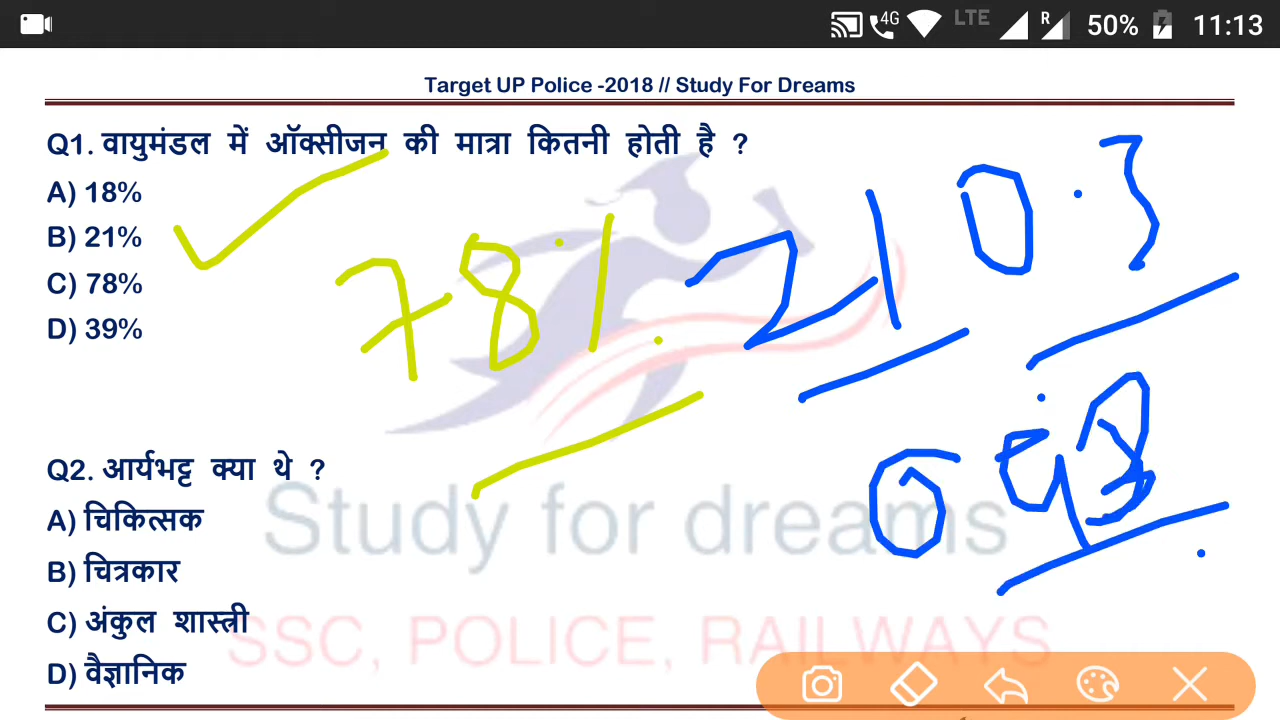 4G LTE R 50% 11:13
Target UP Police -2018 // Study For Dreams
Q1. वायुमंडल में ऑक्सीजन की मात्रा कितनी होती है ?
A) 18%
B) 21%
C) 78%
D) 39%
78% 21 0.3
Q2. आर्यभट्ट क्या थे ?
A) चिकित्सक
B) चित्रकार
C) अंकुल शास्त्री
D) वैज्ञानिक
Study for dreams
SSC, POLICE, RAILWAYS